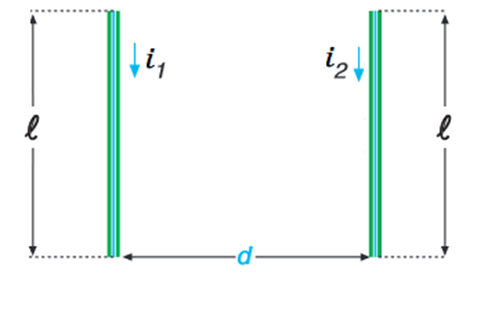 i₁
i₂
ℓ
ℓ
d